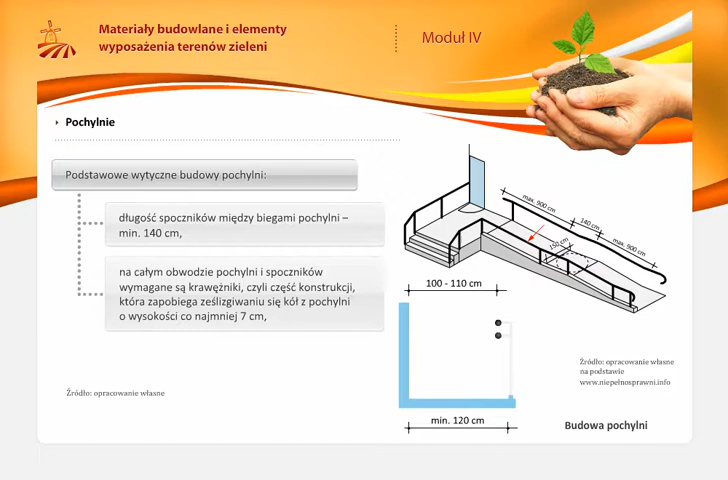 Materiały budowlane i elementy
wyposażenia terenów zieleni
Moduł IV
Pochylnie
Podstawowe wytyczne budowy pochylni:
długość spoczników między biegami pochylni –
min. 140 cm,
na całym obwodzie pochylni i spoczników
wymagane są krawężniki, czyli część konstrukcji,
która zapobiega ześlizgiwaniu się kół z pochylni
o wysokości co najmniej 7 cm,
Źródło: opracowanie własne
max. 900 cm
140 cm
max. 900 cm
150 cm
100 - 110 cm
min. 120 cm
Źródło: opracowanie własne
na podstawie
www.niepełnosprawni.info
Budowa pochylni